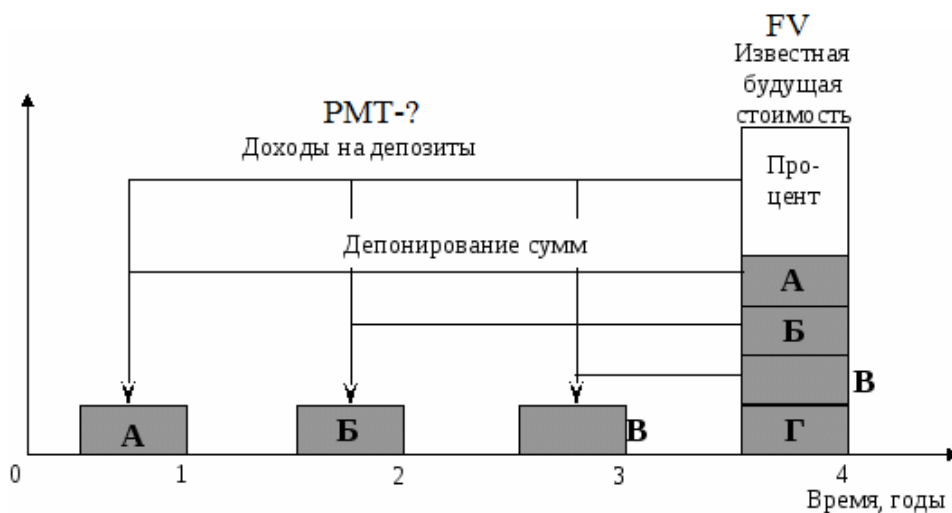 FV
Известная
будущая
стоимость
PMT-?
Доходы на депозиты
Про-
цент
Депонирование сумм
А
Б
В
А
Б
В
Г
0
1
2
3
4
Время, годы